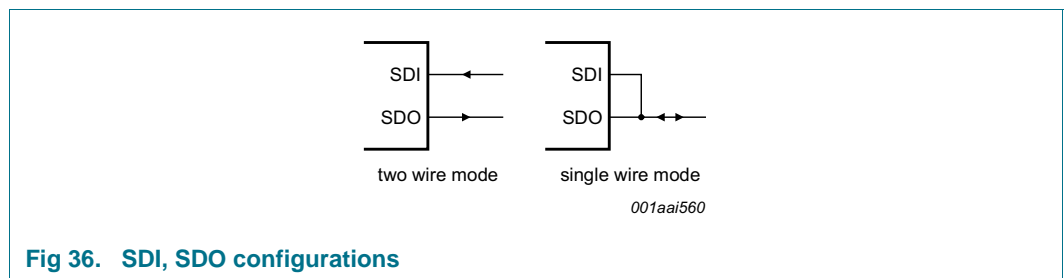 SDI
SDO
SDI
SDO
two wire mode
single wire mode
001aai560
Fig 36. SDI, SDO configurations